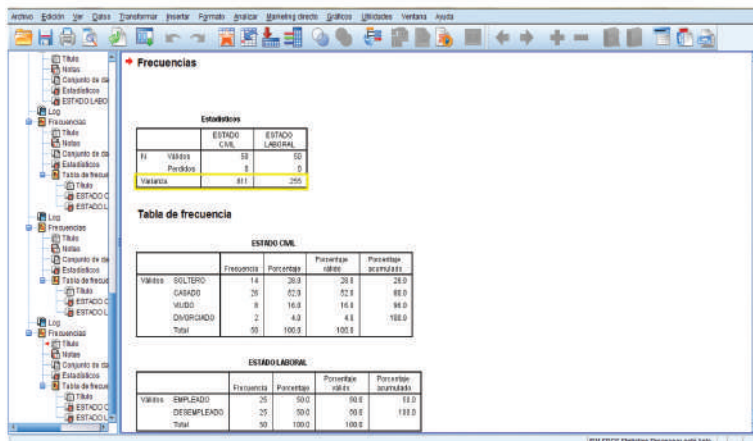 Archivo Edición Ver Datos Transformar Insertar Formato Analizar Marketing directo Gráficos Utilidades Ventana Ayuda
Título
Notas
Conjunto de da
Estadísticos
ESTADO LABO
Log
Frecuencias
Título
Notas
Conjunto de da
Estadísticos
Tabla de frecue
Título
ESTADO C
ESTADO L
Log
Frecuencias
Título
Notas
Conjunto de da
Estadísticos
Tabla de frecue
Título
ESTADO C
ESTADO L
Log
Frecuencias
Título
Notas
Conjunto de da
Estadísticos
Tabla de frecue
Título
ESTADO C
ESTADO L
Frecuencias
Estadísticos
ESTADO CIVIL ESTADO LABORAL
N Válidos 50 50
Perdidos 0 0
Varianza .611 .255
Tabla de frecuencia
ESTADO CIVIL
Frecuencia Porcentaje Porcentaje válido Porcentaje acumulado
Válidos SOLTERO 14 28.0 28.0 28.0
CASADO 26 52.0 52.0 80.0
VIUDO 8 16.0 16.0 96.0
DIVORCIADO 2 4.0 4.0 100.0
Total 50 100.0 100.0
ESTADO LABORAL
Frecuencia Porcentaje Porcentaje válido Porcentaje acumulado
Válidos EMPLEADO 25 50.0 50.0 50.0
DESEMPLEADO 25 50.0 50.0 100.0
Total 50 100.0 100.0
IBM SPSS Statistics Processor está listo